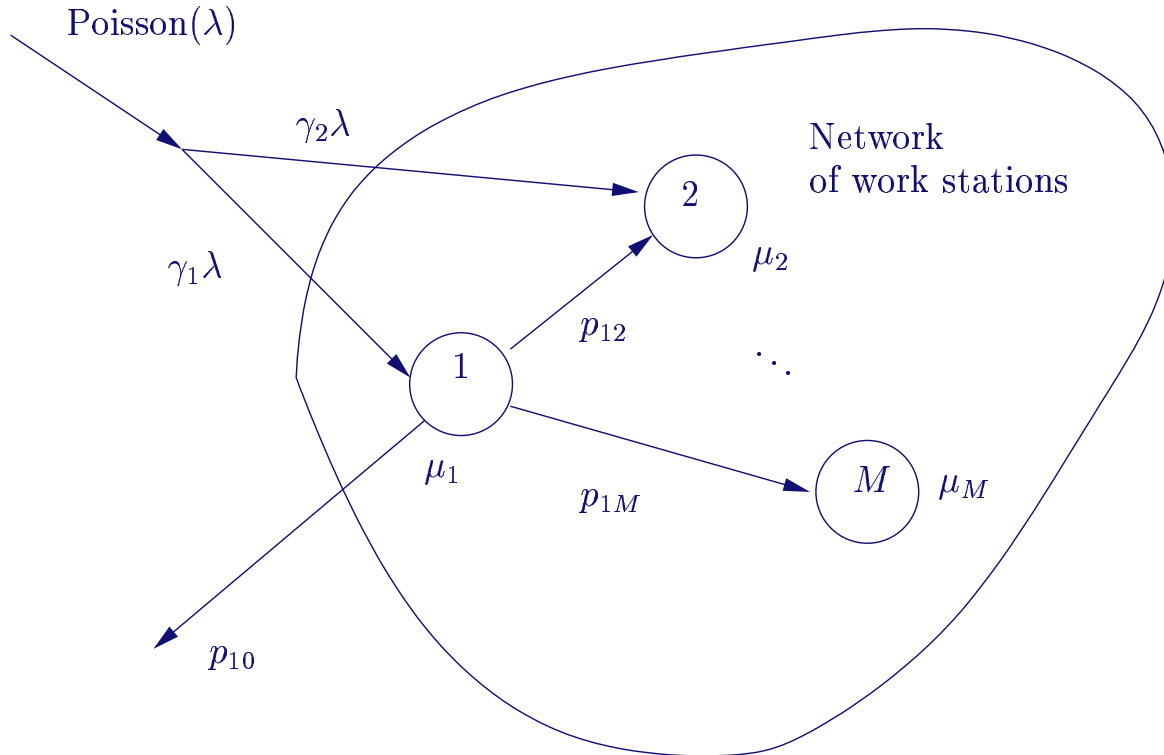 Poisson(λ)
γ₂λ
Network
of work stations
2
γ₁λ
μ₂
p₁₂
⋱
1
μ₁
M
μ_M
p₁M
p₁₀